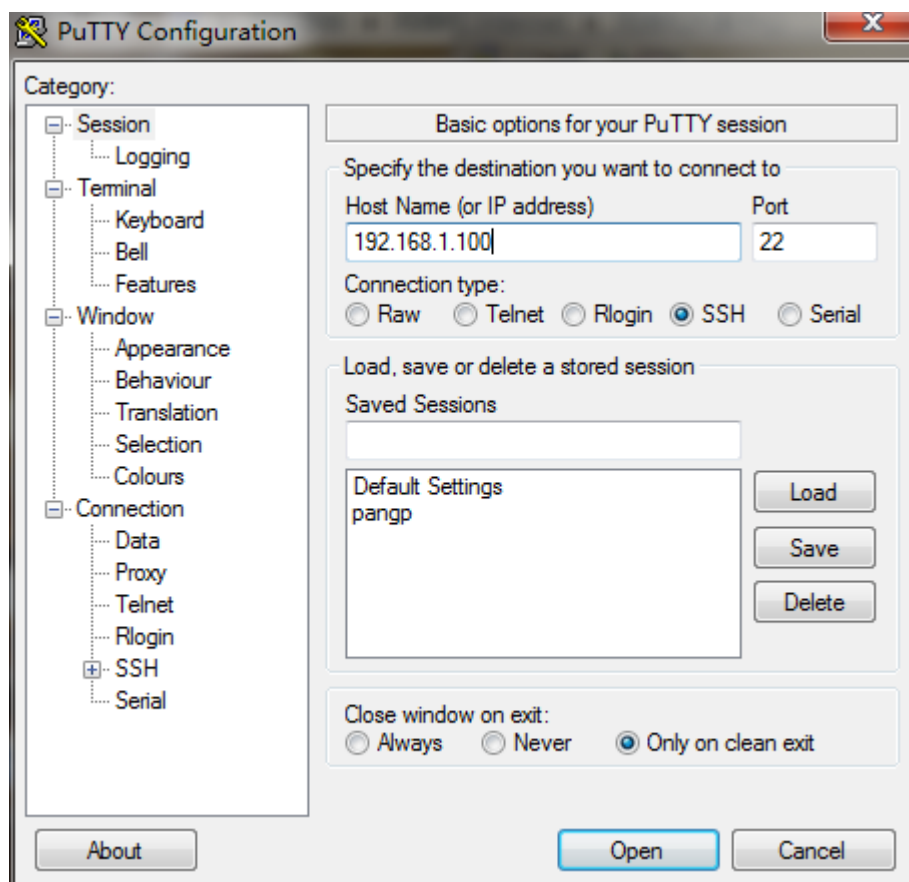 PuTTY Configuration
Category:
Session
Logging
Terminal
Keyboard
Bell
Features
Window
Appearance
Behaviour
Translation
Selection
Colours
Connection
Data
Proxy
Telnet
Rlogin
SSH
Serial
Basic options for your PuTTY session
Specify the destination you want to connect to
Host Name (or IP address) Port
192.168.1.100 22
Connection type:
Raw Telnet Rlogin SSH Serial
Load, save or delete a stored session
Saved Sessions
Default Settings
pangp
Load
Save
Delete
Close window on exit:
Always Never Only on clean exit
About Open Cancel